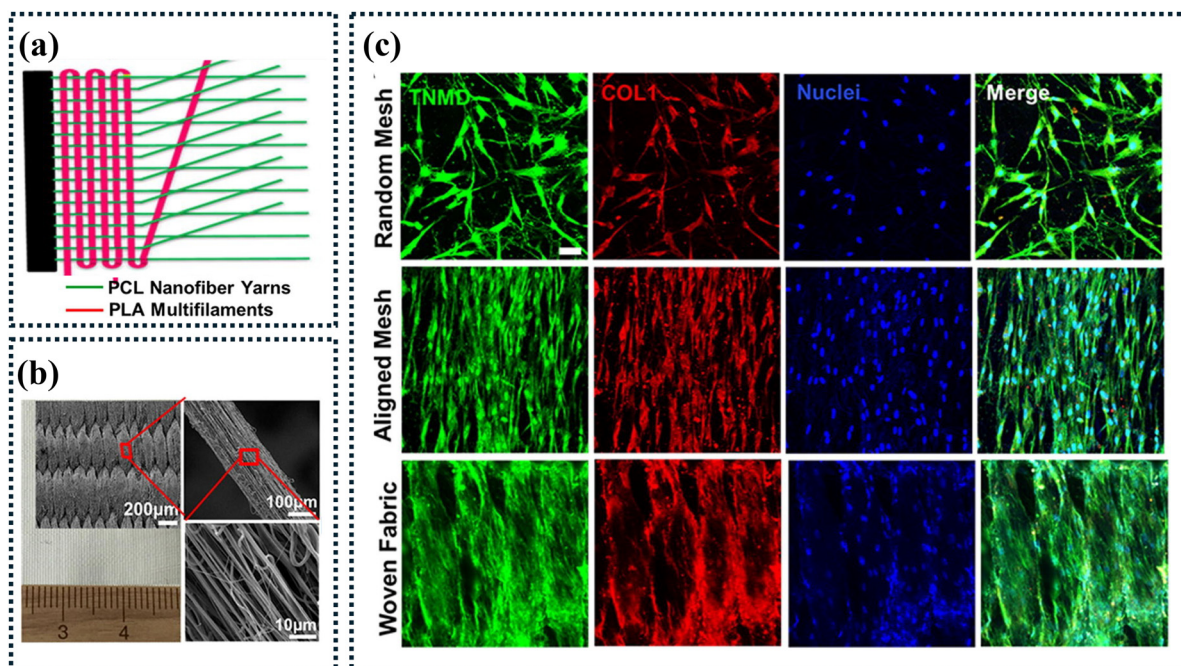 (a)
PCL Nanofiber Yarns
PLA Multifilaments
(b)
200μm
100μm
10μm
3 4
(c)
TNMD COL1 Nuclei Merge
Random Mesh
Aligned Mesh
Woven Fabric